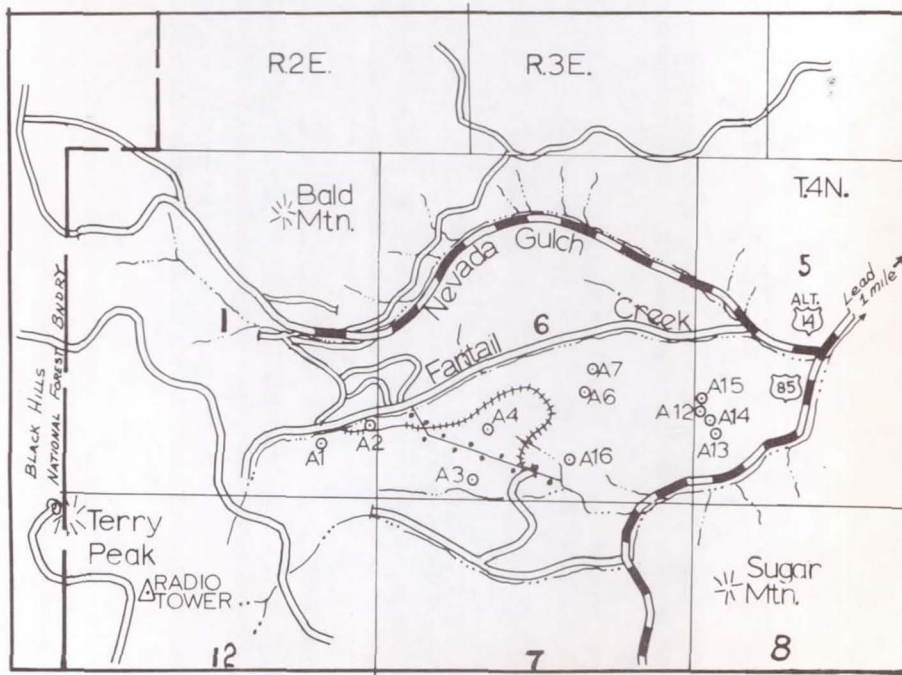 R.2E.
R.3E.
T.4N.
Bald
Mtn.
Nevada
Gulch
5
Lead
1 mile
ALT.
14
1
6
Creek
Fantail
85
A7
A6
A15
A12
A14
A13
A4
A2
A1
A3
A16
BLACK HILLS
NATIONAL FOREST BNDRY
Terry
Peak
RADIO
TOWER
Sugar
Mtn.
12
7
8